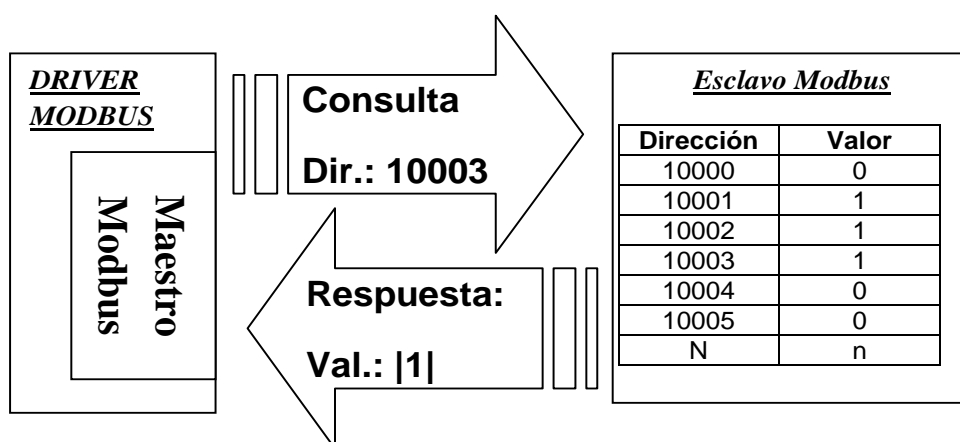 DRIVER
MODBUS
Maestro
Modbus
Consulta
Dir.: 10003
Respuesta:
Val.: |1|
Esclavo Modbus
Dirección Valor
10000 0
10001 1
10002 1
10003 1
10004 0
10005 0
N n